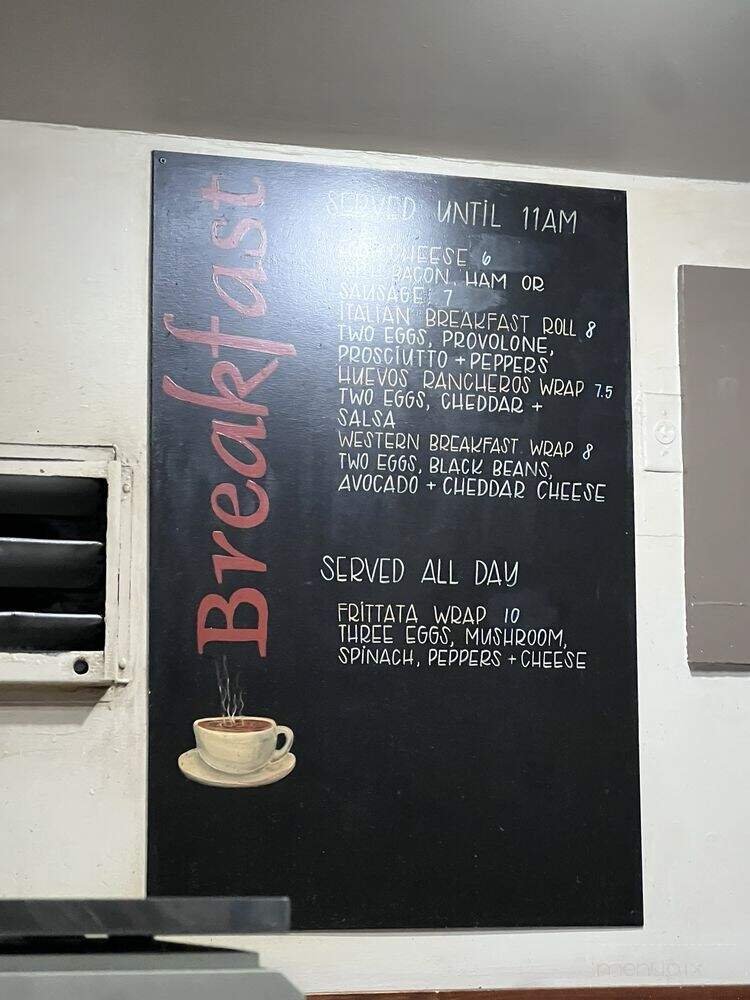 Breakfast
SERVED UNTIL 11AM
CHEESE 6
BACON, HAM OR
SAUSAGE 7
ITALIAN BREAKFAST ROLL 8
TWO EGGS, PROVOLONE,
PROSCIUTTO + PEPPERS
HUEVOS RANCHEROS WRAP 7.5
TWO EGGS, CHEDDAR +
SALSA
WESTERN BREAKFAST WRAP 8
TWO EGGS, BLACK BEANS,
AVOCADO + CHEDDAR CHEESE
SERVED ALL DAY
FRITTATA WRAP 10
THREE EGGS, MUSHROOM,
SPINACH, PEPPERS + CHEESE
menupix